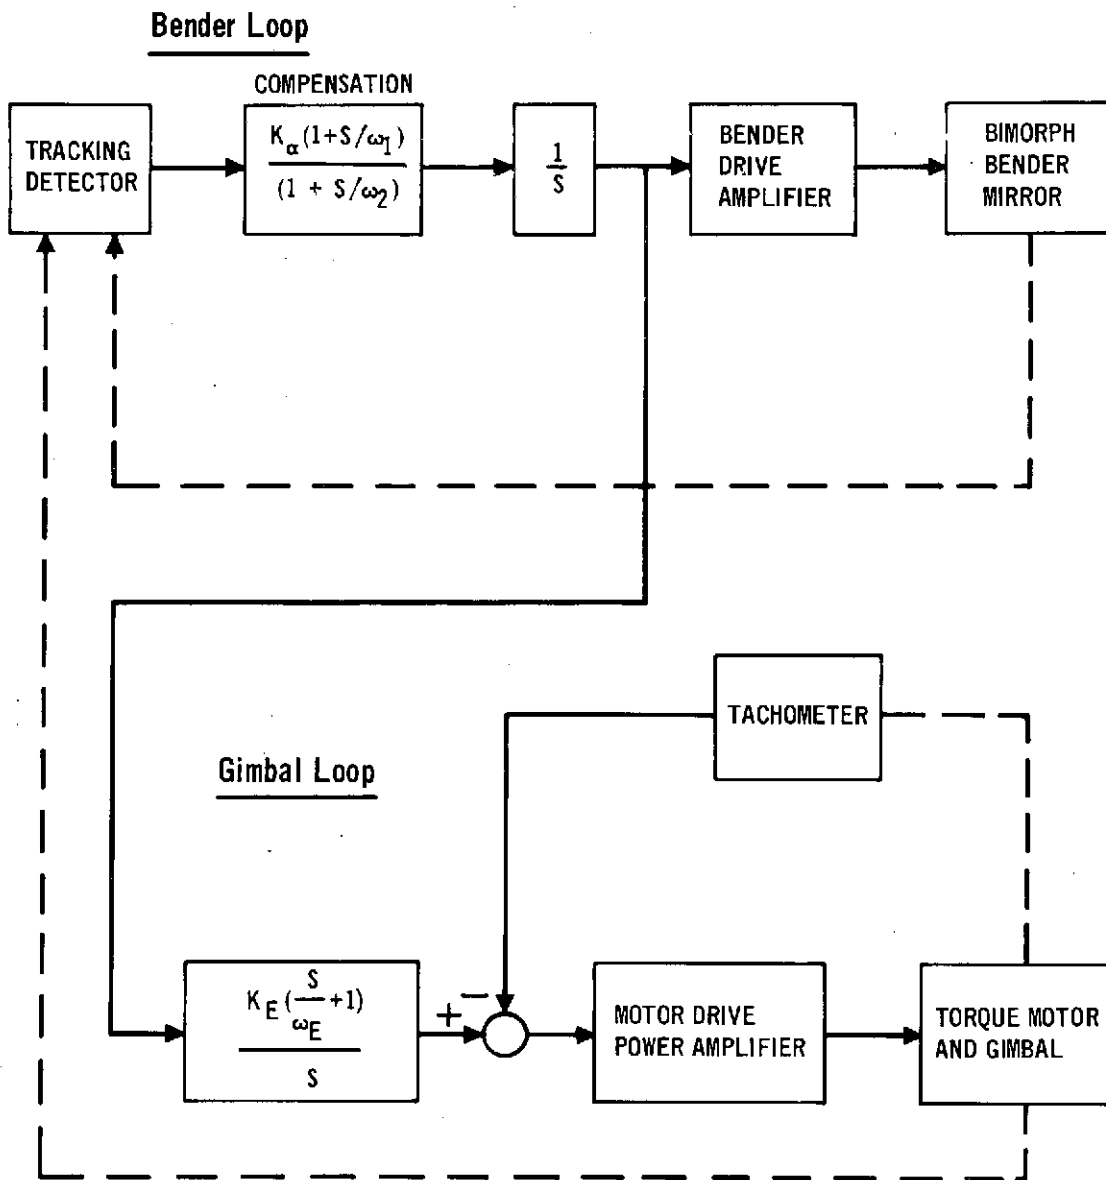 Bender Loop
COMPENSATION
TRACKING
DETECTOR
K_α(1+S/ω_1)
(1 + S/ω_2)
1
S
BENDER
DRIVE
AMPLIFIER
BIMORPH
BENDER
MIRROR
TACHOMETER
Gimbal Loop
K_E(S/ω_E+1)
S
+ −
MOTOR DRIVE
POWER AMPLIFIER
TORQUE MOTOR
AND GIMBAL